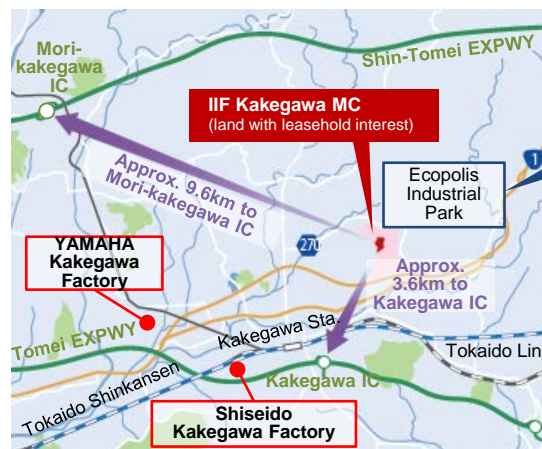 Mori-
kakegawa
IC
Shin-Tomei EXPWY
IIF Kakegawa MC
(land with leasehold interest)
1
Approx. 9.6km to
Mori-kakegawa IC
Ecopolis
Industrial
Park
270
YAMAHA
Kakegawa
Factory
Approx.
3.6km to
Kakegawa IC
Tomei EXPWY
Kakegawa Sta.
Tokaido Lin
Tokaido Shinkansen
Kakegawa IC
Shiseido
Kakegawa Factory